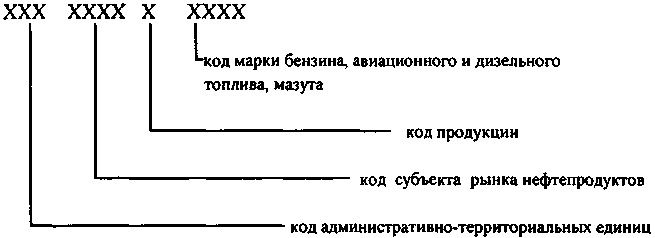 XXX XXXX X XXXX
код марки бензина, авиационного и дизельного
топлива, мазута
код продукции
код субъекта рынка нефтепродуктов
код административно-территориальных единиц